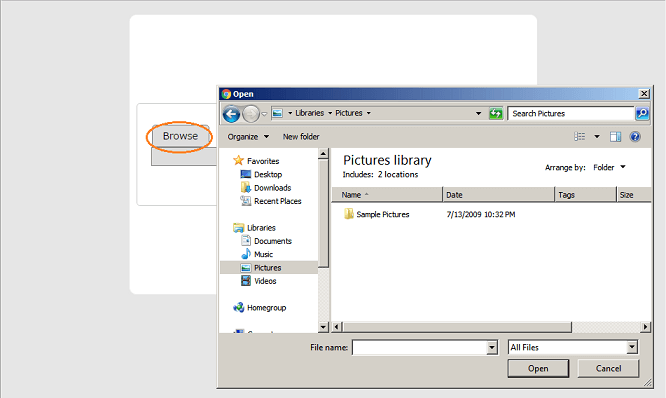 Browse
Open
Libraries
Pictures
Search Pictures
Organize
New folder
Favorites
Desktop
Downloads
Recent Places
Libraries
Documents
Music
Pictures
Videos
Homegroup
Pictures library
Includes: 2 locations
Arrange by: Folder
Name Date Tags Size
Sample Pictures 7/13/2009 10:32 PM
File name: All Files
Open Cancel